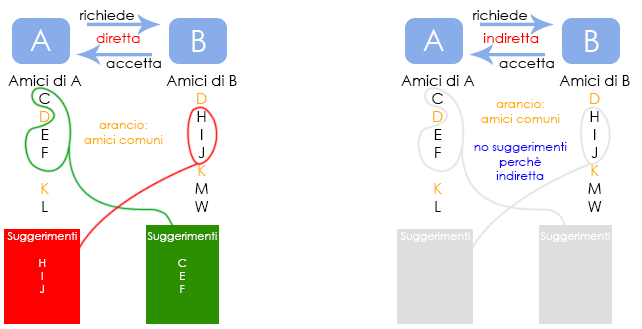 richiede
A
diretta
B
accetta
Amici di A
C
D
E
F
K
L
arancio:
amici comuni
Amici di B
D
H
I
J
K
M
W
Suggerimenti
H
I
J
Suggerimenti
C
E
F
richiede
A
indiretta
B
accetta
Amici di A
C
D
E
F
K
L
arancio:
amici comuni
no suggerimenti
perchè
indiretta
Amici di B
D
H
I
J
K
M
W
Suggerimenti
Suggerimenti